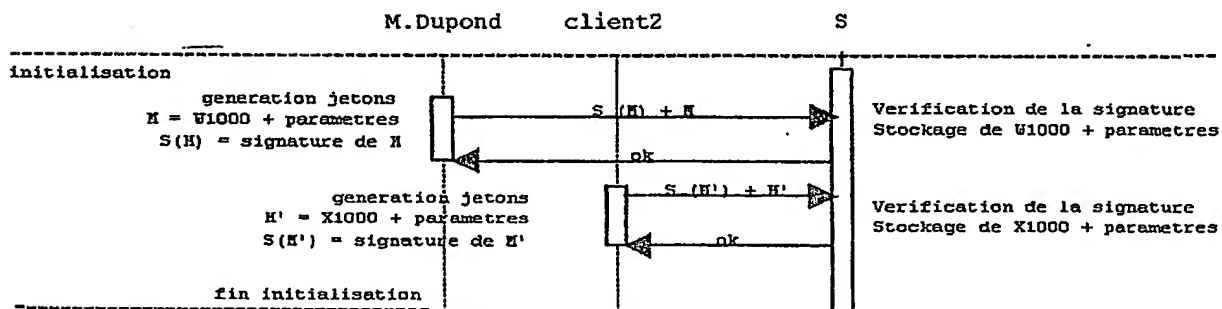 M.Dupond client2 S
initialisation
generation jetons
M = W1000 + parametres
S(M) = signature de M
S (M) + M
Verification de la signature
Stockage de W1000 + parametres
ok
generation jetons
M' = X1000 + parametres
S(M') = signature de M'
S (M') + M'
Verification de la signature
Stockage de X1000 + parametres
ok
fin initialisation